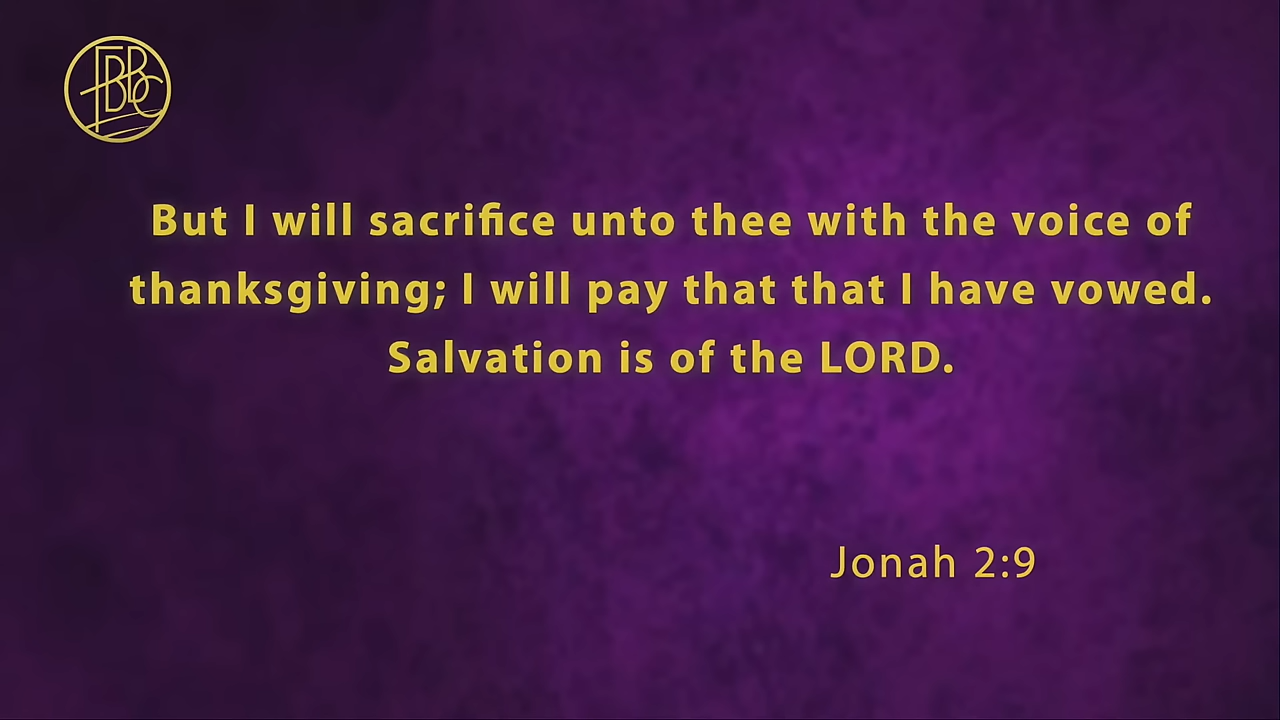 FBBC
But I will sacrifice unto thee with the voice of
thanksgiving; I will pay that that I have vowed.
Salvation is of the LORD.
Jonah 2:9